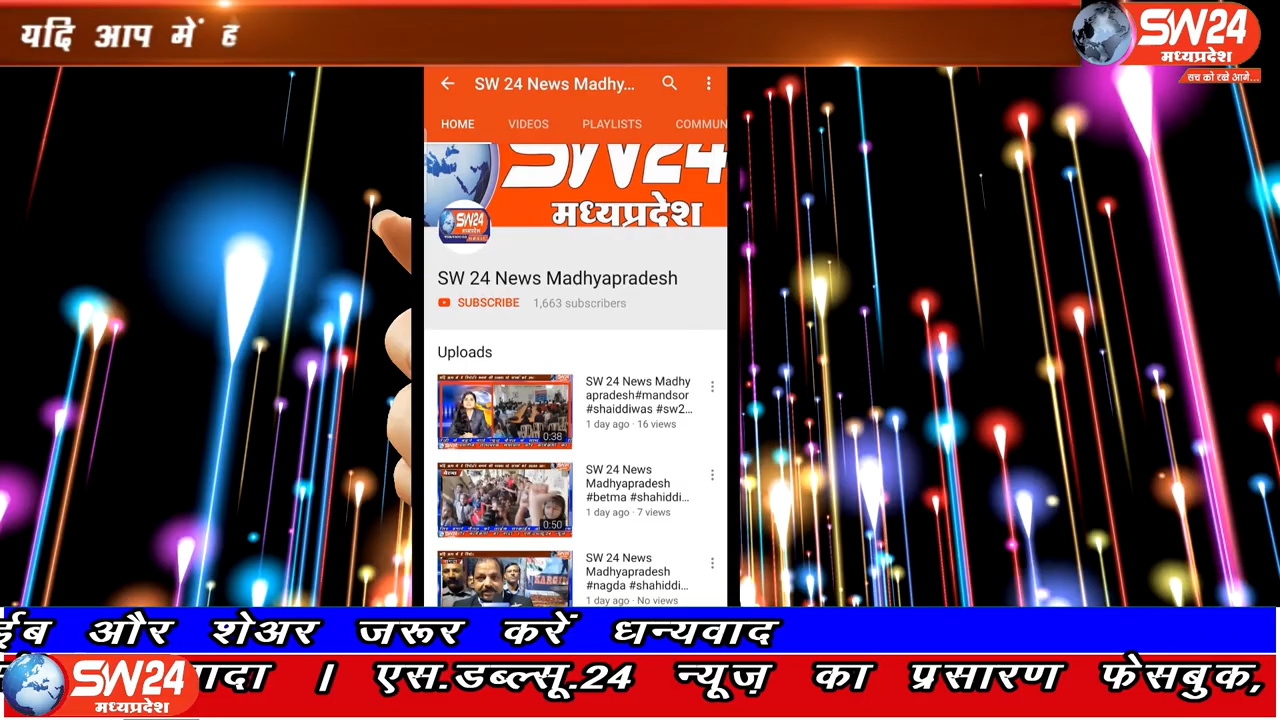 यदि आप में ह
SW24
मध्यप्रदेश
सच को रखे आगे...
SW 24 News Madhy...
HOME VIDEOS PLAYLISTS COMMUN
SW24
मध्यप्रदेश
SW24
SW 24 News Madhyapradesh
SUBSCRIBE 1,663 subscribers
Uploads
SW 24 News Madhy
apradesh#mandsor
#shaiddiwas #sw2...
1 day ago · 16 views
0:38
SW 24 News
Madhyapradesh
#betma #shahiddi...
1 day ago · 7 views
0:50
SW 24 News
Madhyapradesh
#nagda #shahiddi...
1 day ago · No views
ईब और शेअर जरूर करें धन्यवाद
यादा । एस.डब्ल्सू.24 न्यूज़ का प्रसारण फेसबुक,
SW24
मध्यप्रदेश